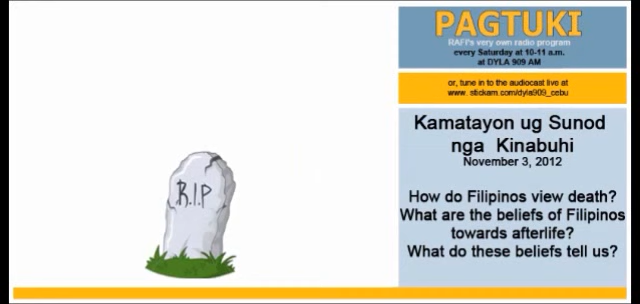 R.I.P
PAGTUKI
RAFI's very own radio program
every Saturday at 10-11 a.m.
at DYLA 909 AM
or, tune in to the audiocast live at
www. stickam.com/dyla909_cebu
Kamatayon ug Sunod
nga Kinabuhi
November 3, 2012
How do Filipinos view death?
What are the beliefs of Filipinos
towards afterlife?
What do these beliefs tell us?